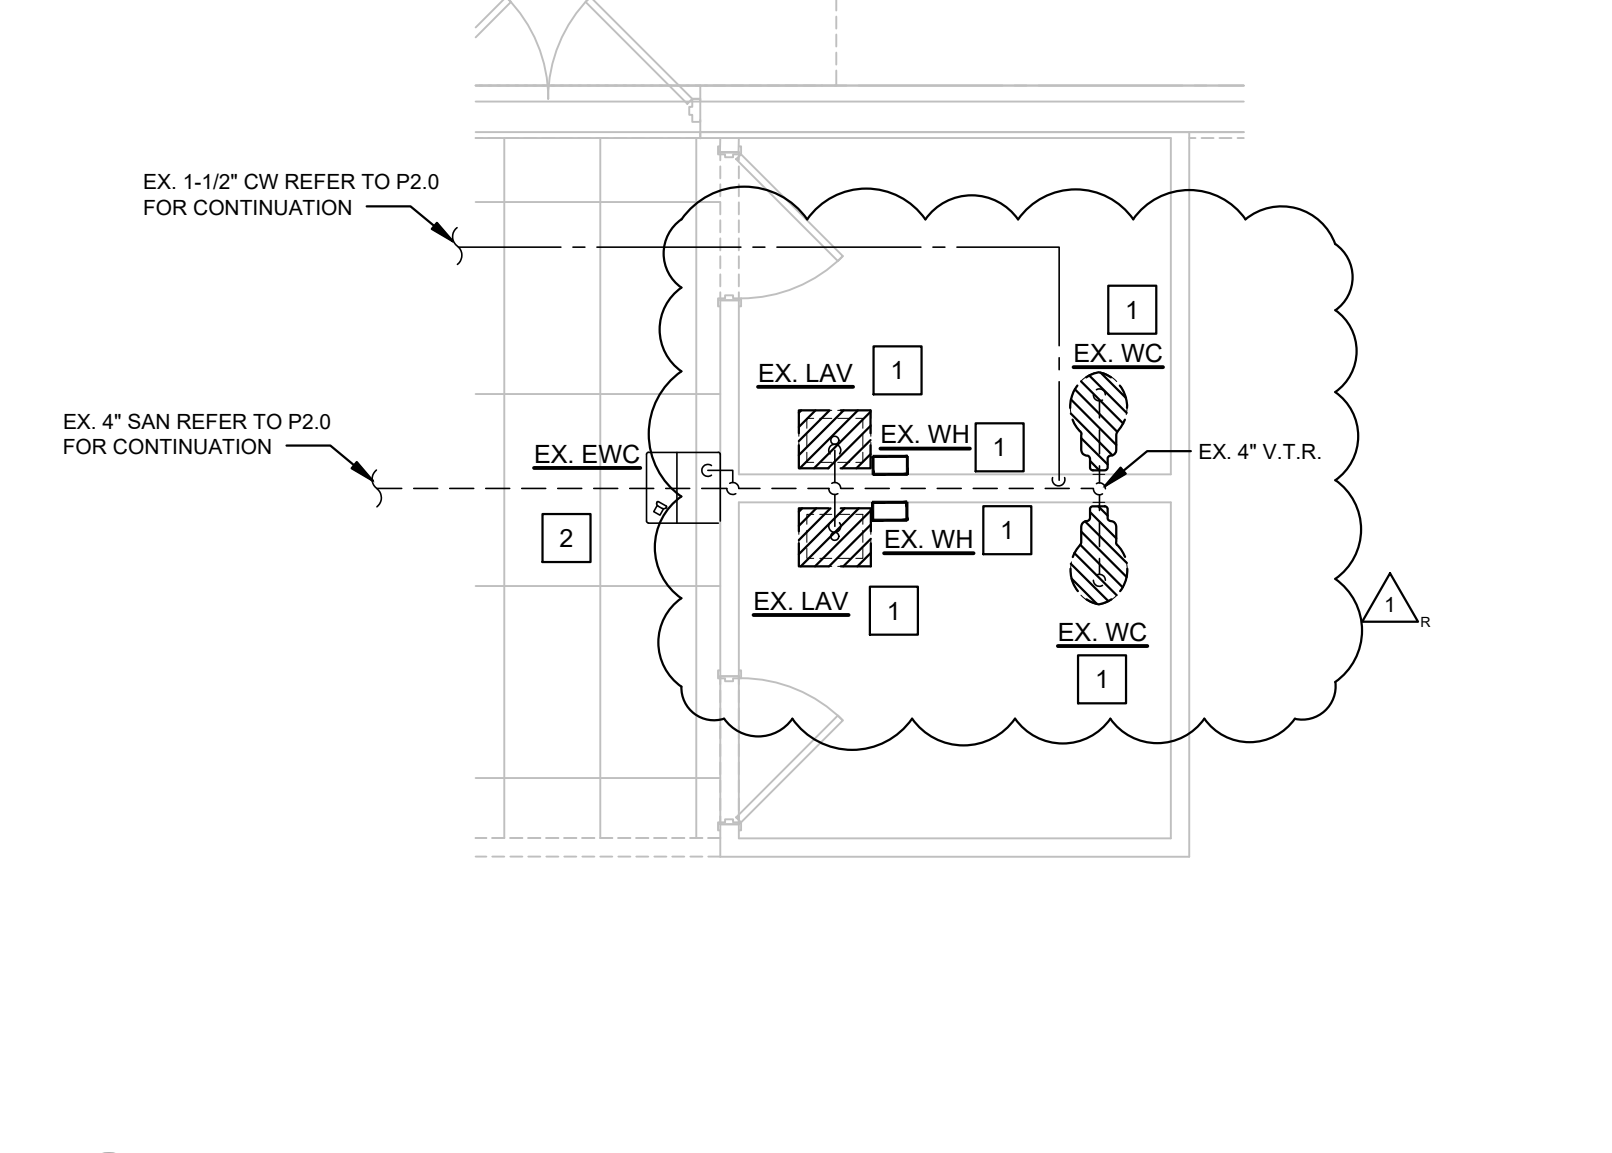 EX. 1-1/2" CW REFER TO P2.0
FOR CONTINUATION
1
EX. WC
EX. LAV
1
EX. 4" SAN REFER TO P2.0
FOR CONTINUATION
EX. WH
1
EX. EWC
EX. 4" V.T.R.
2
EX. WH
1
EX. LAV
1
1
R
EX. WC
1